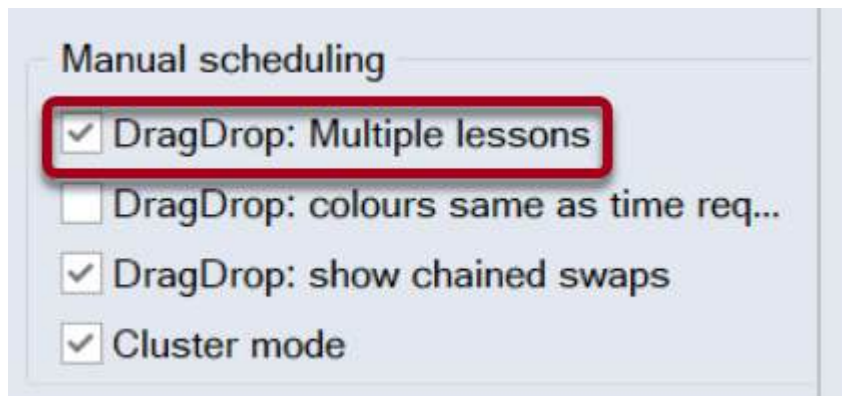 Manual scheduling
DragDrop: Multiple lessons
DragDrop: colours same as time req...
DragDrop: show chained swaps
Cluster mode